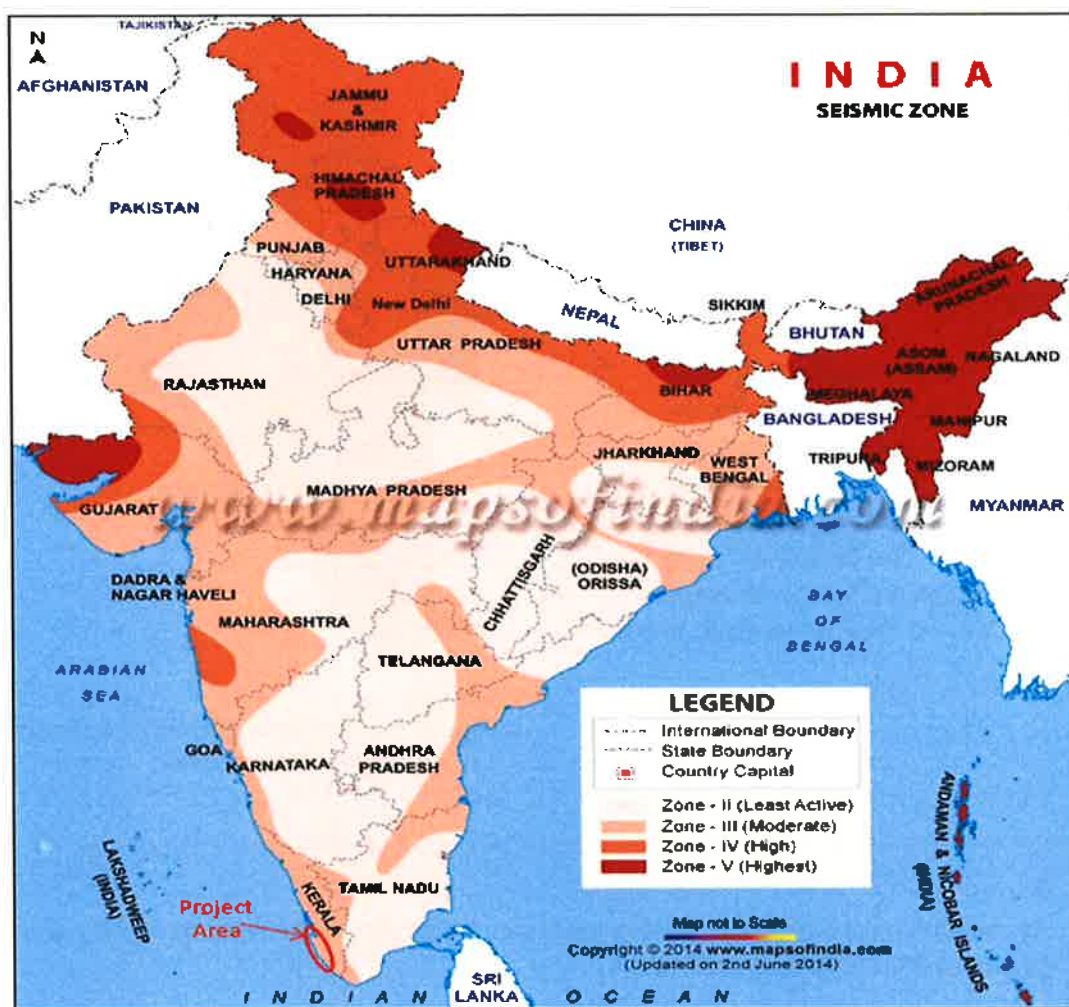 TAJIKISTAN
N
AFGHANISTAN
INDIA
SEISMIC ZONE
JAMMU
&
KASHMIR
HIMACHAL
PRADESH
PAKISTAN
CHINA
(TIBET)
PUNJAB
UTTARAKHAND
HARYANA
DELHI
New Delhi
NEPAL
SIKKIM
BHUTAN
ARUNACHAL
PRADESH
UTTAR PRADESH
RAJASTHAN
BIHAR
ASOM
(ASSAM)
NAGALAND
MEGHALAYA
BANGLADESH
MANIPUR
JHARKHAND
WEST
BENGAL
TRIPURA
MIZORAM
MADHYA PRADESH
GUJARAT
www.mapsofindia.com
MYANMAR
DADRA &
NAGAR HAVELI
CHHATTISGARH
(ODISHA)
ORISSA
MAHARASHTRA
BAY
OF
BENGAL
ARABIAN
SEA
TELANGANA
GOA
KARNATAKA
ANDHRA
PRADESH
LEGEND
International Boundary
State Boundary
Country Capital
Zone - II (Least Active)
Zone - III (Moderate)
Zone - IV (High)
Zone - V (Highest)
LAKSHADWEEP
(INDIA)
KERALA
TAMIL NADU
ANDAMAN & NICOBAR ISLANDS
(INDIA)
Project
Area
Map not to Scale
Copyright © 2014 www.mapsofindia.com
(Updated on 2nd June 2014)
SRI
LANKA
INDIAN OCEAN